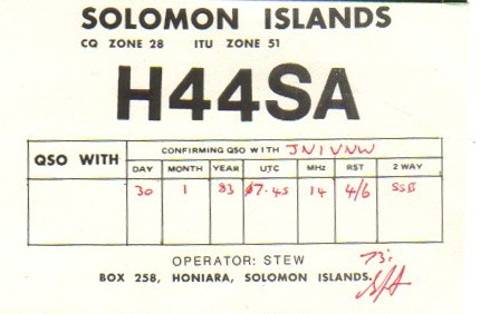 SOLOMON ISLANDS
CQ ZONE 28 ITU ZONE 51
H44SA
QSO WITH CONFIRMING QSO WITH JN1VNW
DAY MONTH YEAR UTC MHz RST 2 WAY
30 1 83 07.45 14 4/6 SSB
OPERATOR: STEW
73:
BOX 258, HONIARA, SOLOMON ISLANDS.